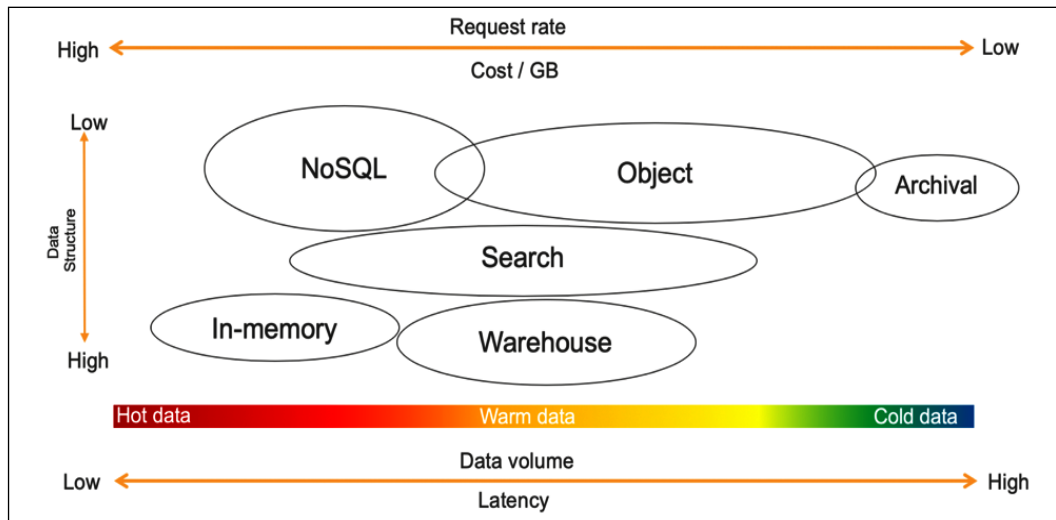 Request rate
High
Low
Cost / GB
Low
NoSQL
Object
Archival
Data
Structure
Search
In-memory
Warehouse
High
Hot data
Warm data
Cold data
Data volume
Low
High
Latency